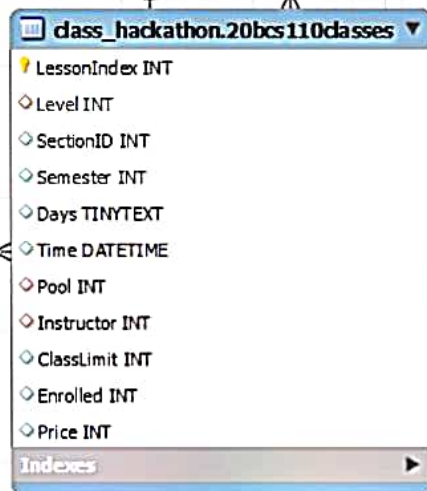 class_hackathon.20bcs110classes
LessonIndex INT
Level INT
SectionID INT
Semester INT
Days TINYTEXT
Time DATETIME
Pool INT
Instructor INT
ClassLimit INT
Enrolled INT
Price INT
Indexes